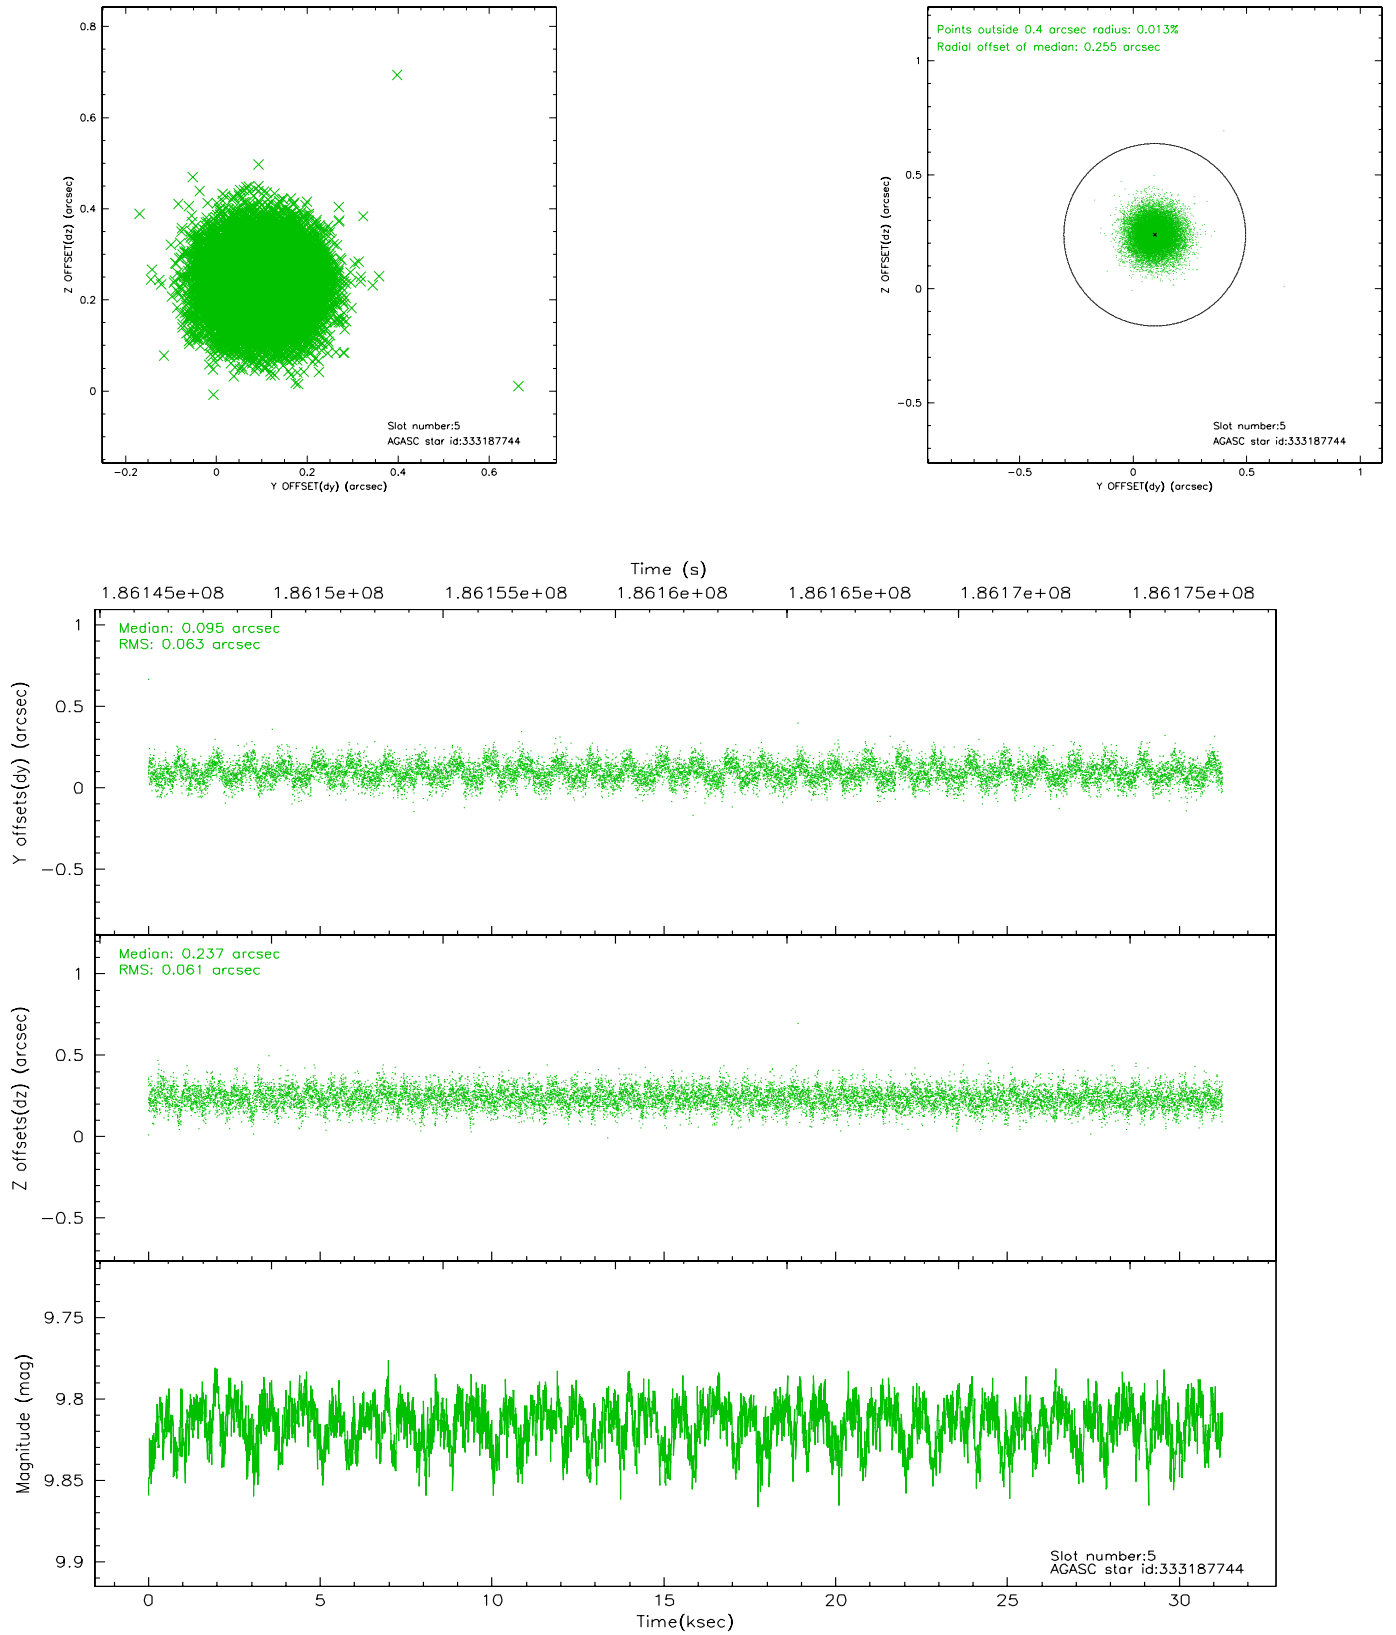 0.8
0.6
0.4
0.2
0
Z OFFSET(dz) (arcsec)
Slot number:5
AGASC star id:333187744
-0.2 0 0.2 0.4 0.6
Y OFFSET(dy) (arcsec)
Points outside 0.4 arcsec radius: 0.013%
Radial offset of median: 0.255 arcsec
1
0.5
0
-0.5
Z OFFSET(dz) (arcsec)
Slot number:5
AGASC star id:333187744
-0.5 0 0.5 1
Y OFFSET(dy) (arcsec)
Time (s)
1.86145e+08 1.8615e+08 1.86155e+08 1.8616e+08 1.86165e+08 1.8617e+08 1.86175e+08
Median: 0.095 arcsec
RMS: 0.063 arcsec
1
0.5
0
-0.5
Y offsets(dy) (arcsec)
Median: 0.237 arcsec
RMS: 0.061 arcsec
1
0.5
0
-0.5
Z offsets(dz) (arcsec)
9.75
9.8
9.85
9.9
Magnitude (mag)
Slot number:5
AGASC star id:333187744
0 5 10 15 20 25 30
Time(ksec)